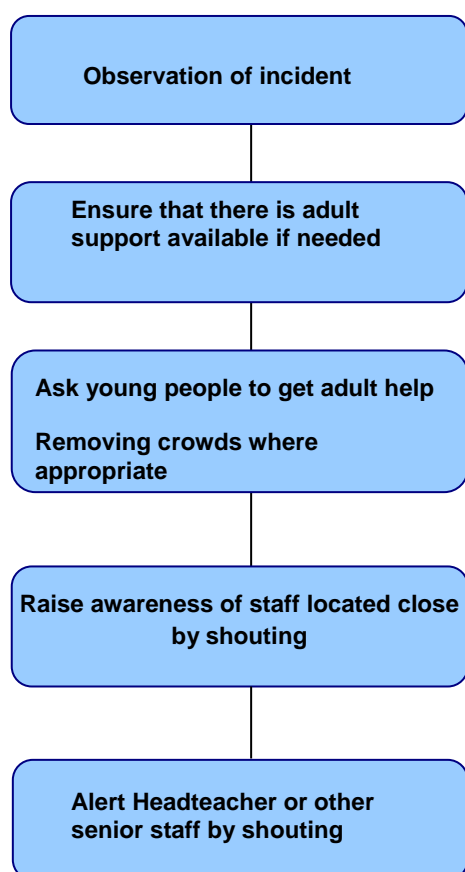 Observation of incident
Ensure that there is adult
support available if needed
Ask young people to get adult help
Removing crowds where
appropriate
Raise awareness of staff located close
by shouting
Alert Headteacher or other
senior staff by shouting